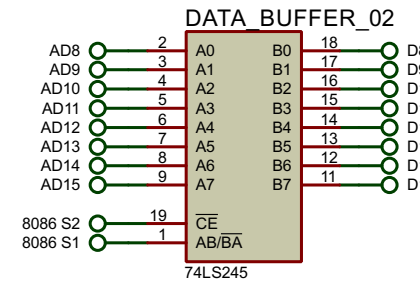 DATA_BUFFER_02
AD8 2 A0 B0 18 D8
AD9 3 A1 B1 17 D9
AD10 4 A2 B2 16 D
AD11 5 A3 B3 15 D
AD12 6 A4 B4 14 D
AD13 7 A5 B5 13 D
AD14 8 A6 B6 12 D
AD15 9 A7 B7 11 D
8086 S2 19 CE
8086 S1 1 AB/BA
74LS245